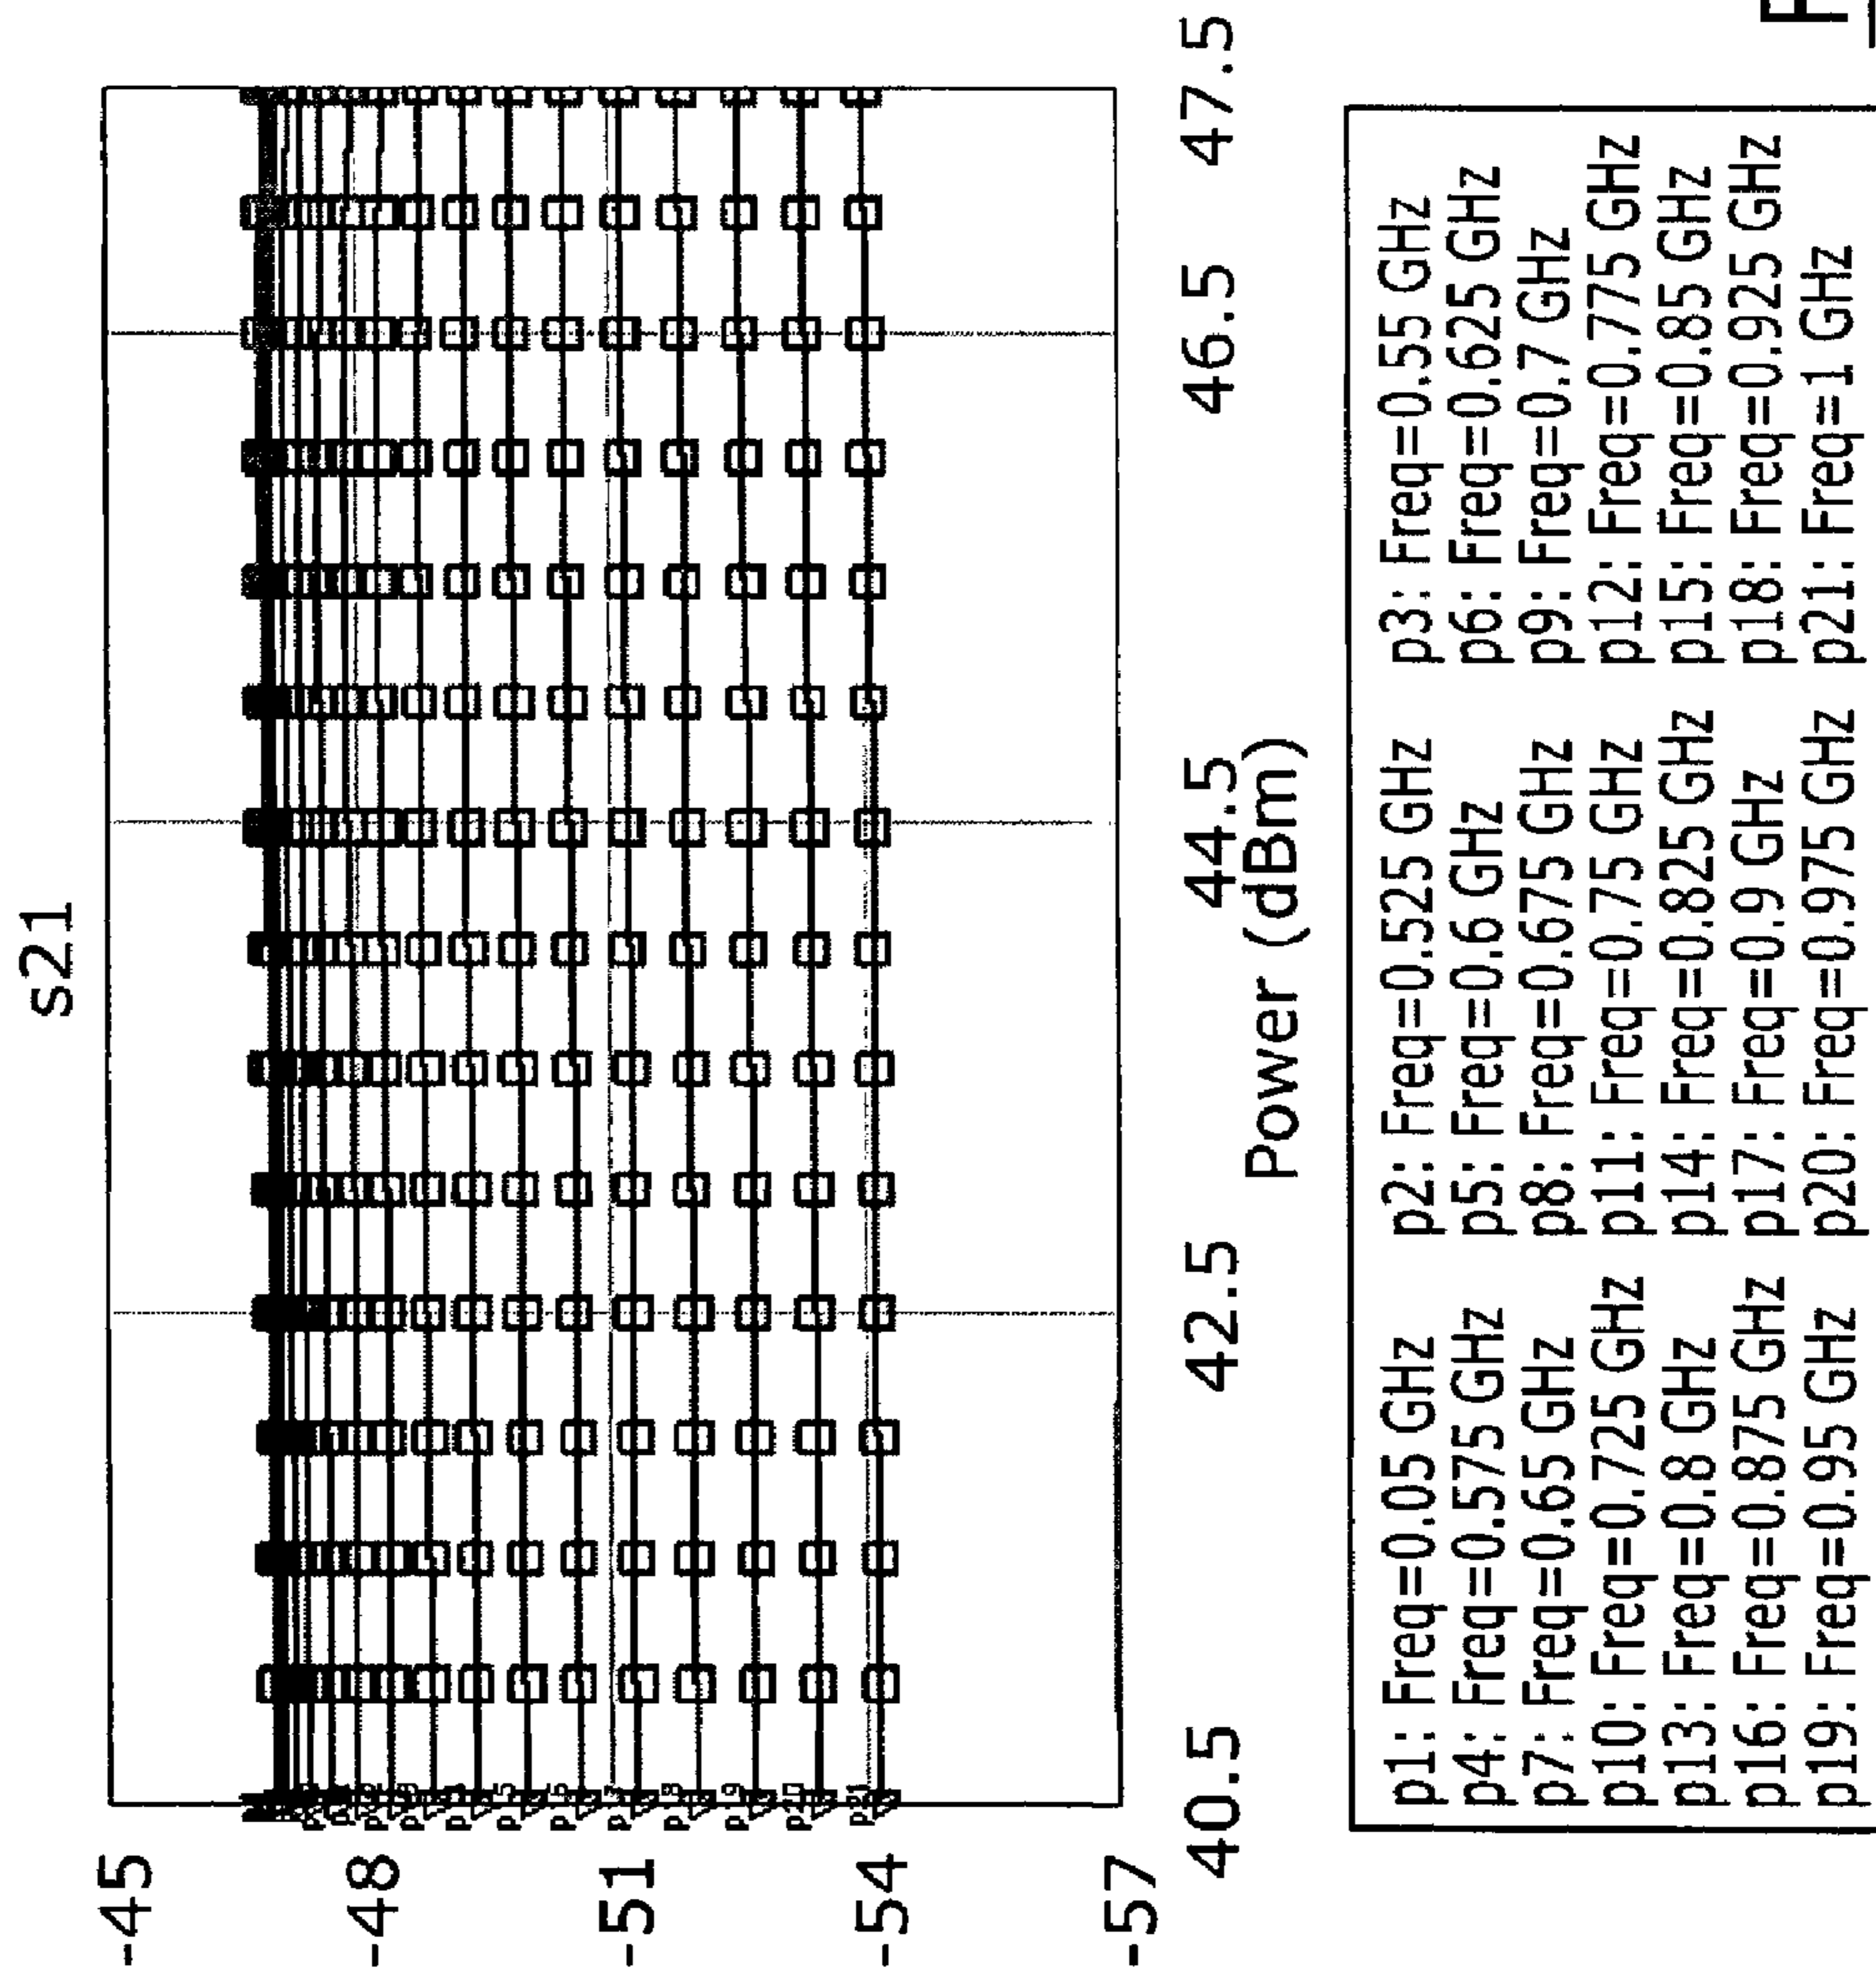 s21
-45
-48
-51
-54
-57
40.5 42.5 44.5 46.5 47.5
Power (dBm)
p1: Freq=0.05 GHz p2: Freq=0.525 GHz p3: Freq=0.55 GHz
p4: Freq=0.575 GHz p5: Freq=0.6 GHz p6: Freq=0.625 GHz
p7: Freq=0.65 GHz p8: Freq=0.675 GHz p9: Freq=0.7 GHz
p10: Freq=0.725 GHz p11: Freq=0.75 GHz p12: Freq=0.775 GHz
p13: Freq=0.8 GHz p14: Freq=0.825 GHz p15: Freq=0.85 GHz
p16: Freq=0.875 GHz p17: Freq=0.9 GHz p18: Freq=0.925 GHz
p19: Freq=0.95 GHz p20: Freq=0.975 GHz p21: Freq=1 GHz
p20
p21